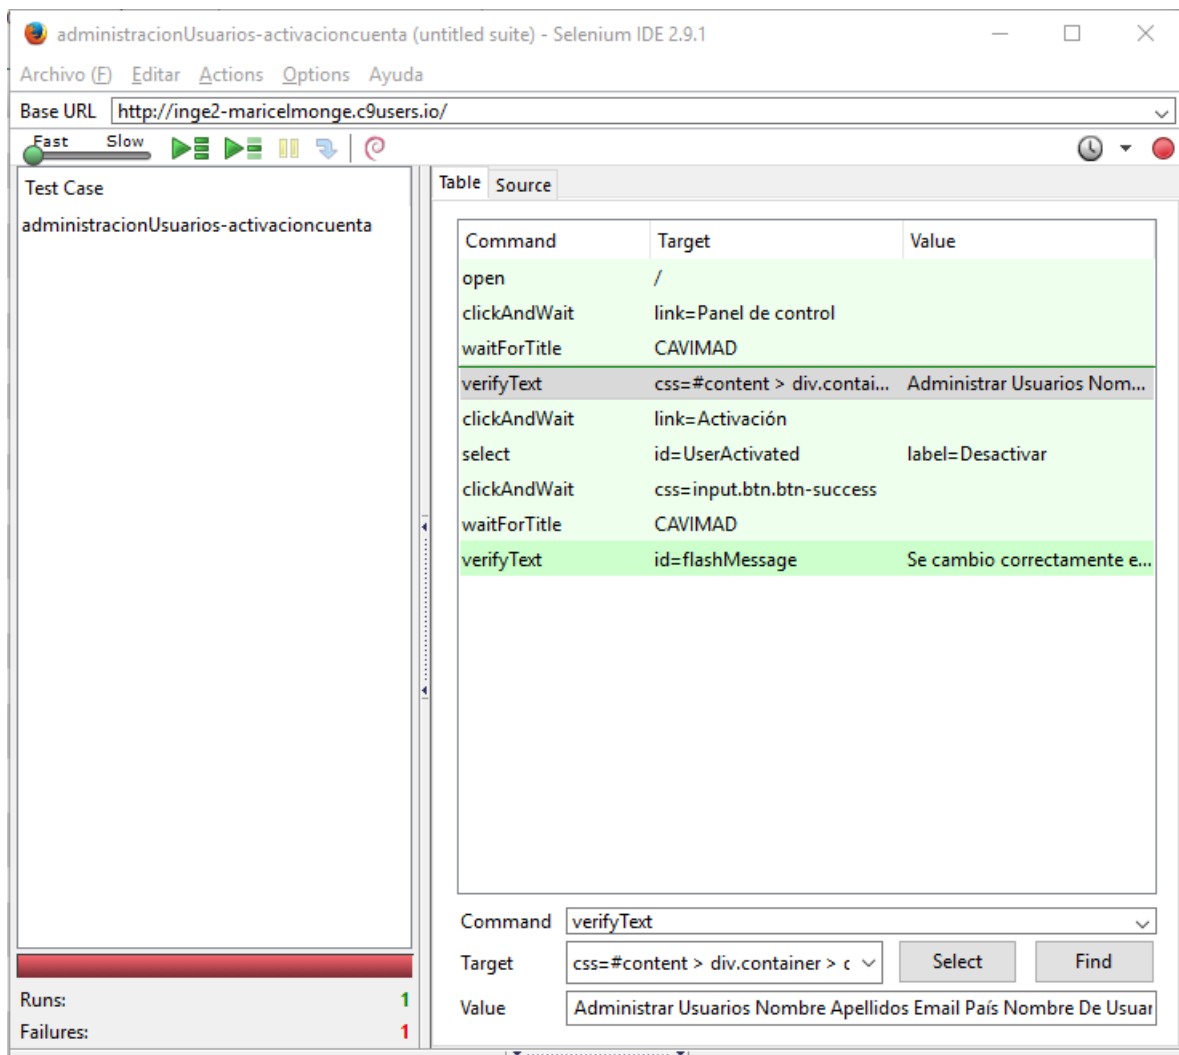 administracionUsuarios-activacioncuenta (untitled suite) - Selenium IDE 2.9.1
Archivo (F) Editar Actions Options Ayuda
Base URL http://inge2-maricelmonge.c9users.io/
Fast Slow
Test Case
administracionUsuarios-activacioncuenta
Table Source
Command Target Value
open /
clickAndWait link=Panel de control
waitForTitle CAVIMAD
verifyText css=#content > div.contai... Administrar Usuarios Nom...
clickAndWait link=Activación
select id=UserActivated label=Desactivar
clickAndWait css=input.btn.btn-success
waitForTitle CAVIMAD
verifyText id=flashMessage Se cambio correctamente e...
Command verifyText
Target css=#content > div.container > c Select Find
Value Administrar Usuarios Nombre Apellidos Email País Nombre De Usuar
Runs: 1
Failures: 1